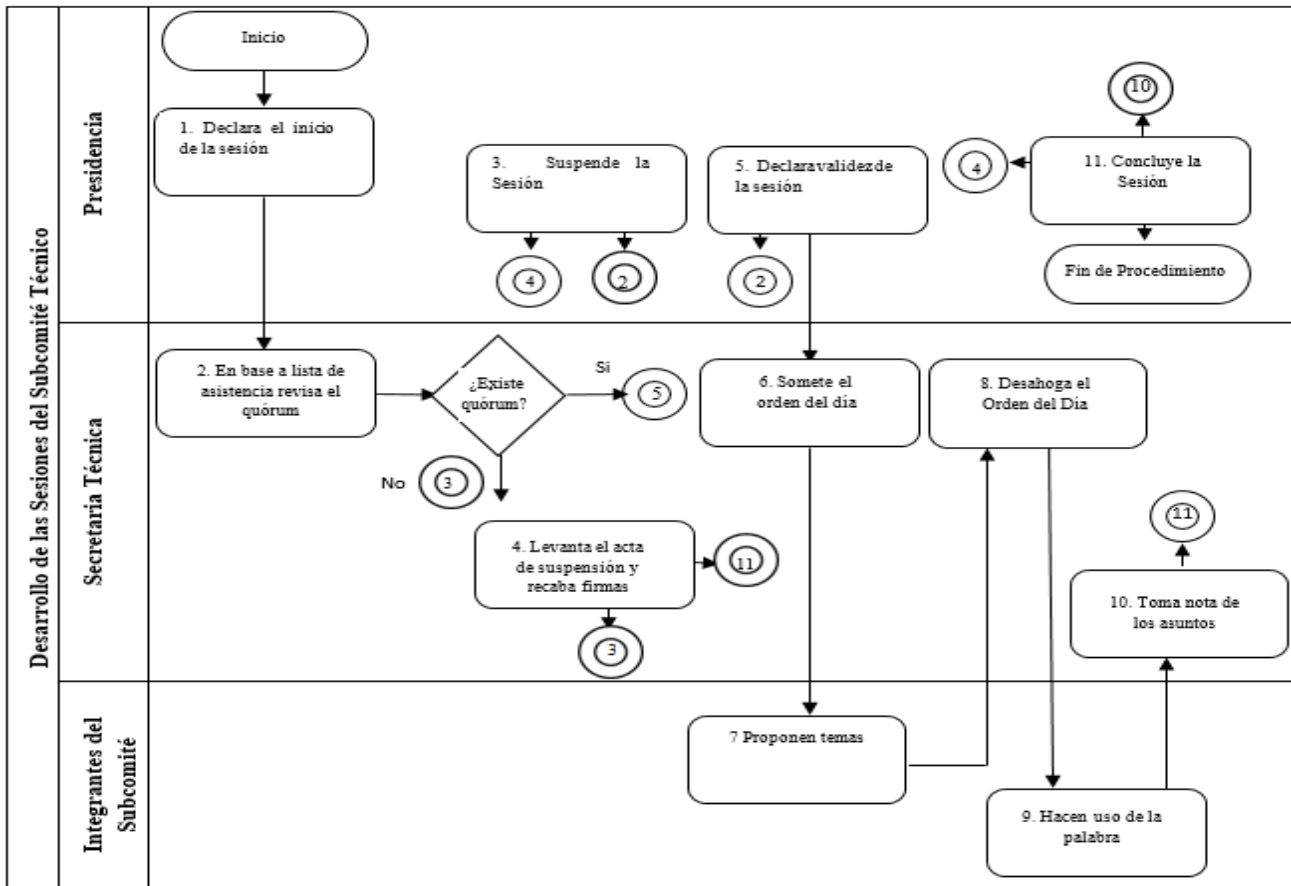 Desarrollo de las Sesiones del Subcomité Técnico
Presidencia
Inicio
1. Declara el inicio
de la sesión
3. Suspende la
Sesión
4
2
5. Declara validez de
la sesión
2
10
4
11. Concluye la
Sesión
Fin de Procedimiento
Secretaria Técnica
2. En base a lista de
asistencia revisa el
quórum
¿Existe
quórum?
Si
5
No
3
4. Levanta el acta
de suspensión y
recaba firmas
11
3
6. Somete el
orden del día
8. Desahoga el
Orden del Día
11
10. Toma nota de
los asuntos
Integrantes del
Subcomité
7 Proponen temas
9. Hacen uso de la
palabra